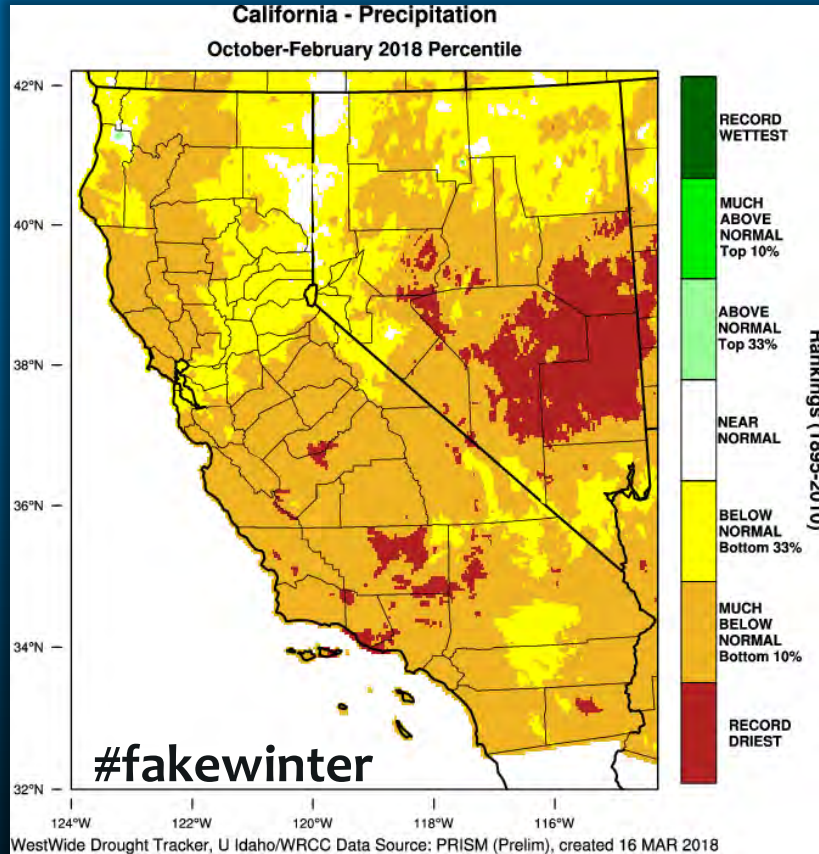 California - Precipitation
October-February 2018 Percentile
42°N
40°N
38°N
36°N
34°N
32°N
124°W
122°W
120°W
118°W
116°W
#fakewinter
RECORD
WETTEST
MUCH
ABOVE
NORMAL
Top 10%
ABOVE
NORMAL
Top 33%
NEAR
NORMAL
BELOW
NORMAL
Bottom 33%
MUCH
BELOW
NORMAL
Bottom 10%
RECORD
DRIEST
Rankings (1895-2010)
WestWide Drought Tracker, U Idaho/WRCC Data Source: PRISM (Prelim), created 16 MAR 2018